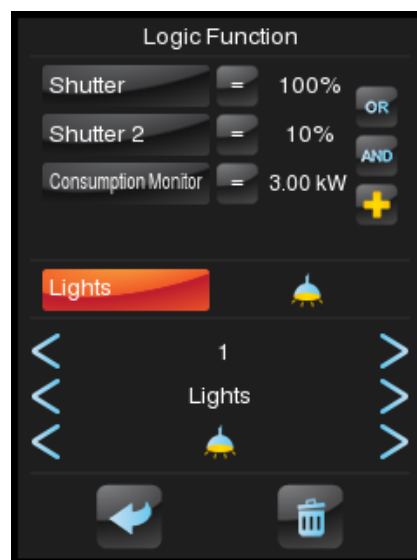 Logic Function
Shutter = 100%
OR
Shutter 2 = 10%
AND
Consumption Monitor = 3.00 kW
Lights
1
Lights